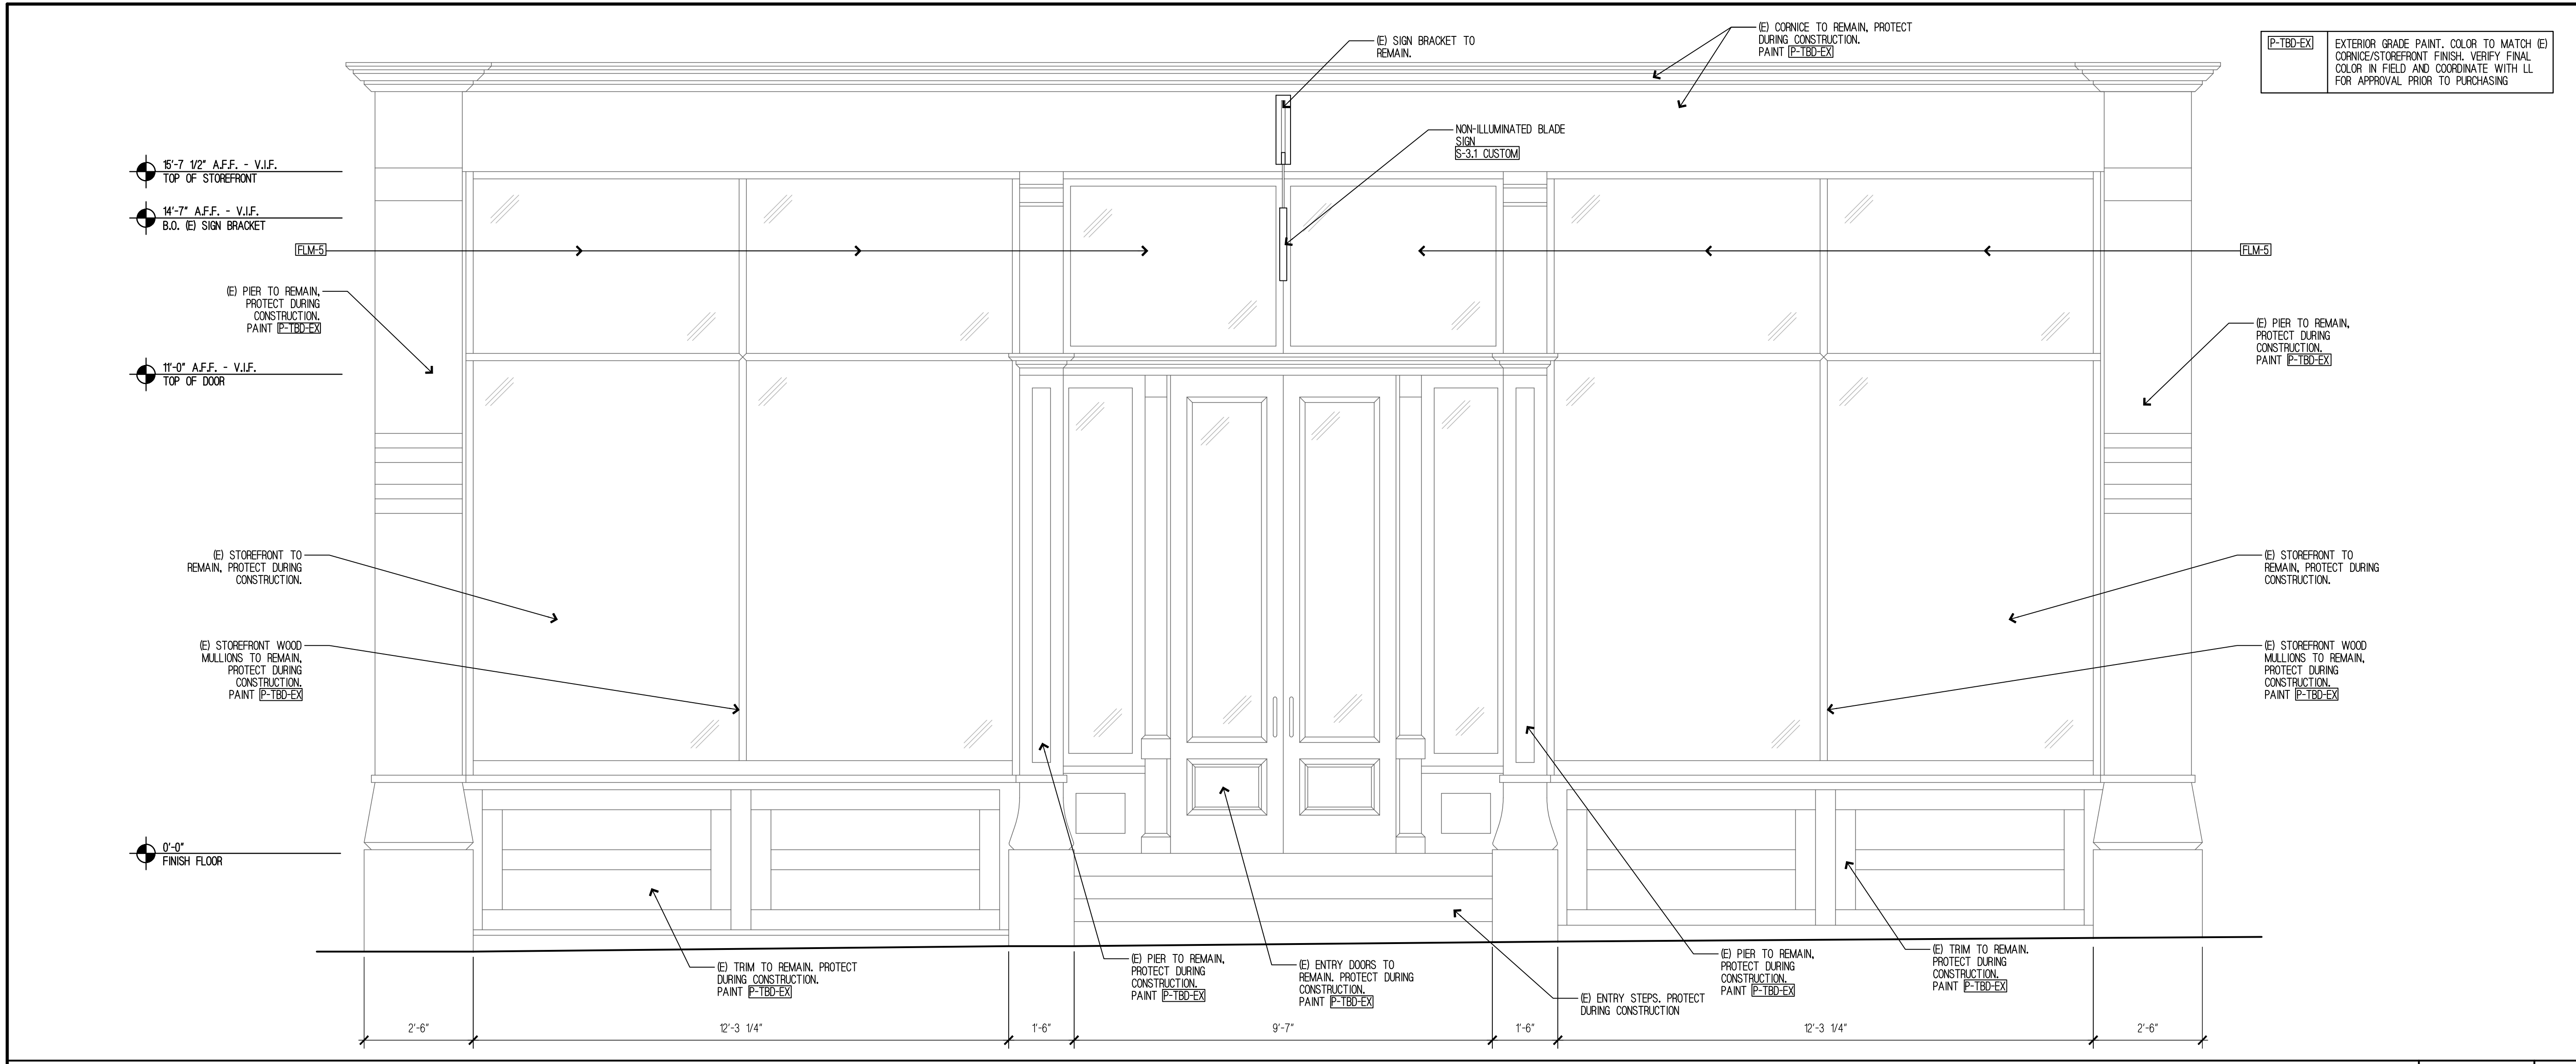 (E) SIGN BRACKET TO
REMAIN.
(E) CORNICE TO REMAIN, PROTECT
DURING CONSTRUCTION.
PAINT P-TBD-EX
P-TBD-EX
EXTERIOR GRADE PAINT. COLOR TO MATCH (E)
CORNICE/STOREFRONT FINISH. VERIFY FINAL
COLOR IN FIELD AND COORDINATE WITH LL
FOR APPROVAL PRIOR TO PURCHASING
NON-ILLUMINATED BLADE
SIGN
S-3.1 CUSTOM
15'-7 1/2" A.F.F. - V.I.F.
TOP OF STOREFRONT
14'-7" A.F.F. - V.I.F.
B.O. (E) SIGN BRACKET
FLM-5
FLM-5
(E) PIER TO REMAIN,
PROTECT DURING
CONSTRUCTION.
PAINT P-TBD-EX
(E) PIER TO REMAIN,
PROTECT DURING
CONSTRUCTION.
PAINT P-TBD-EX
11'-0" A.F.F. - V.I.F.
TOP OF DOOR
(E) STOREFRONT TO
REMAIN, PROTECT DURING
CONSTRUCTION.
(E) STOREFRONT TO
REMAIN, PROTECT DURING
CONSTRUCTION.
(E) STOREFRONT WOOD
MULLIONS TO REMAIN,
PROTECT DURING
CONSTRUCTION.
PAINT P-TBD-EX
(E) STOREFRONT WOOD
MULLIONS TO REMAIN,
PROTECT DURING
CONSTRUCTION.
PAINT P-TBD-EX
0'-0"
FINISH FLOOR
(E) TRIM TO REMAIN. PROTECT
DURING CONSTRUCTION.
PAINT P-TBD-EX
(E) PIER TO REMAIN,
PROTECT DURING
CONSTRUCTION.
PAINT P-TBD-EX
(E) ENTRY DOORS TO
REMAIN. PROTECT DURING
CONSTRUCTION.
PAINT P-TBD-EX
(E) ENTRY STEPS. PROTECT
DURING CONSTRUCTION
(E) PIER TO REMAIN,
PROTECT DURING
CONSTRUCTION.
PAINT P-TBD-EX
(E) TRIM TO REMAIN.
PROTECT DURING
CONSTRUCTION.
PAINT P-TBD-EX
2'-6"
12'-3 1/4"
1'-6"
9'-7"
1'-6"
12'-3 1/4"
2'-6"